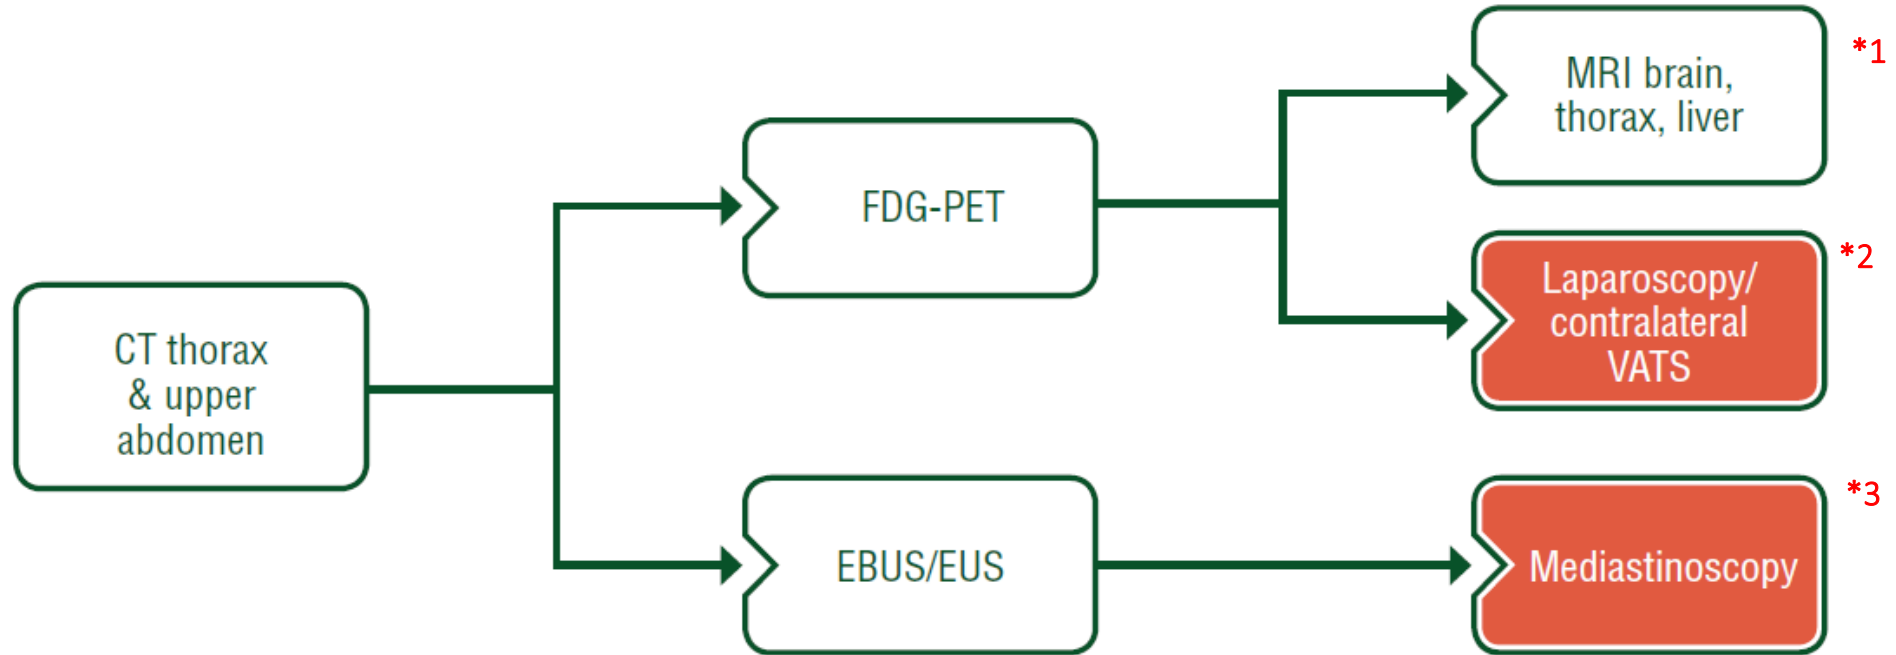 CT thorax
& upper
abdomen
FDG-PET
EBUS/EUS
MRI brain,
thorax, liver
*1
Laparoscopy/
contralateral
VATS
*2
Mediastinoscopy
*3